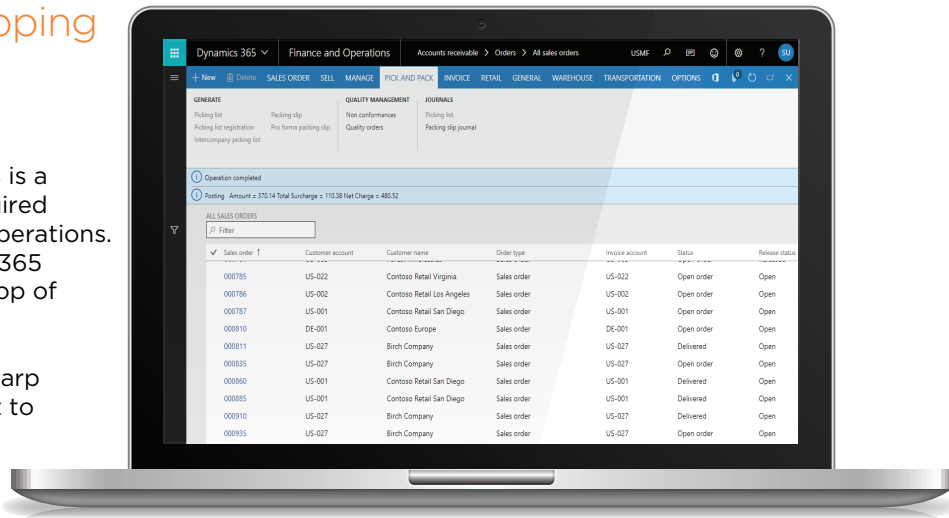 pping
is a
ired
perations.
365
op of
arp
t to
Dynamics 365 Finance and Operations Accounts receivable > Orders > All sales orders USMF ? SU
+ New Delete SALES ORDER SELL MANAGE PICK AND PACK INVOICE RETAIL GENERAL WAREHOUSE TRANSPORTATION OPTIONS 0
GENERATE QUALITY MANAGEMENT JOURNALS
Picking list Packing slip Non conformances Picking list
Picking list registration Pro forma packing slip Quality orders Packing slip journal
Intercompany picking list
Operation completed
Posting Amount = 370.14 Total Surcharge = 110.38 Net Charge = 480.52
ALL SALES ORDERS
Filter
Sales order ↑ Customer account Customer name Order type Invoice account Status Release status
000785 US-022 Contoso Retail Virginia Sales order US-022 Open order Open
000786 US-002 Contoso Retail Los Angeles Sales order US-002 Open order Open
000787 US-001 Contoso Retail San Diego Sales order US-001 Open order Open
000810 DE-001 Contoso Europe Sales order DE-001 Open order Open
000811 US-027 Birch Company Sales order US-027 Delivered Open
000835 US-027 Birch Company Sales order US-027 Open order Open
000860 US-001 Contoso Retail San Diego Sales order US-001 Delivered Open
000885 US-001 Contoso Retail San Diego Sales order US-001 Delivered Open
000910 US-027 Birch Company Sales order US-027 Delivered Open
000935 US-027 Birch Company Sales order US-027 Open order Open